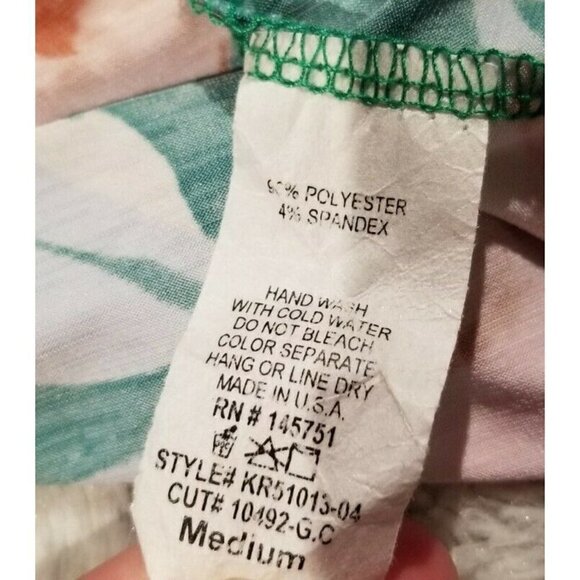 % POLYESTER
4% SPANDEX
HAND WASH
WITH COLD WATER
DO NOT BLEACH
COLOR SEPARATE
HANG OR LINE DRY
MADE IN U.S.A.
RN # 145751
STYLE# KR51013-04
CUT# 10492-G.C
Medium